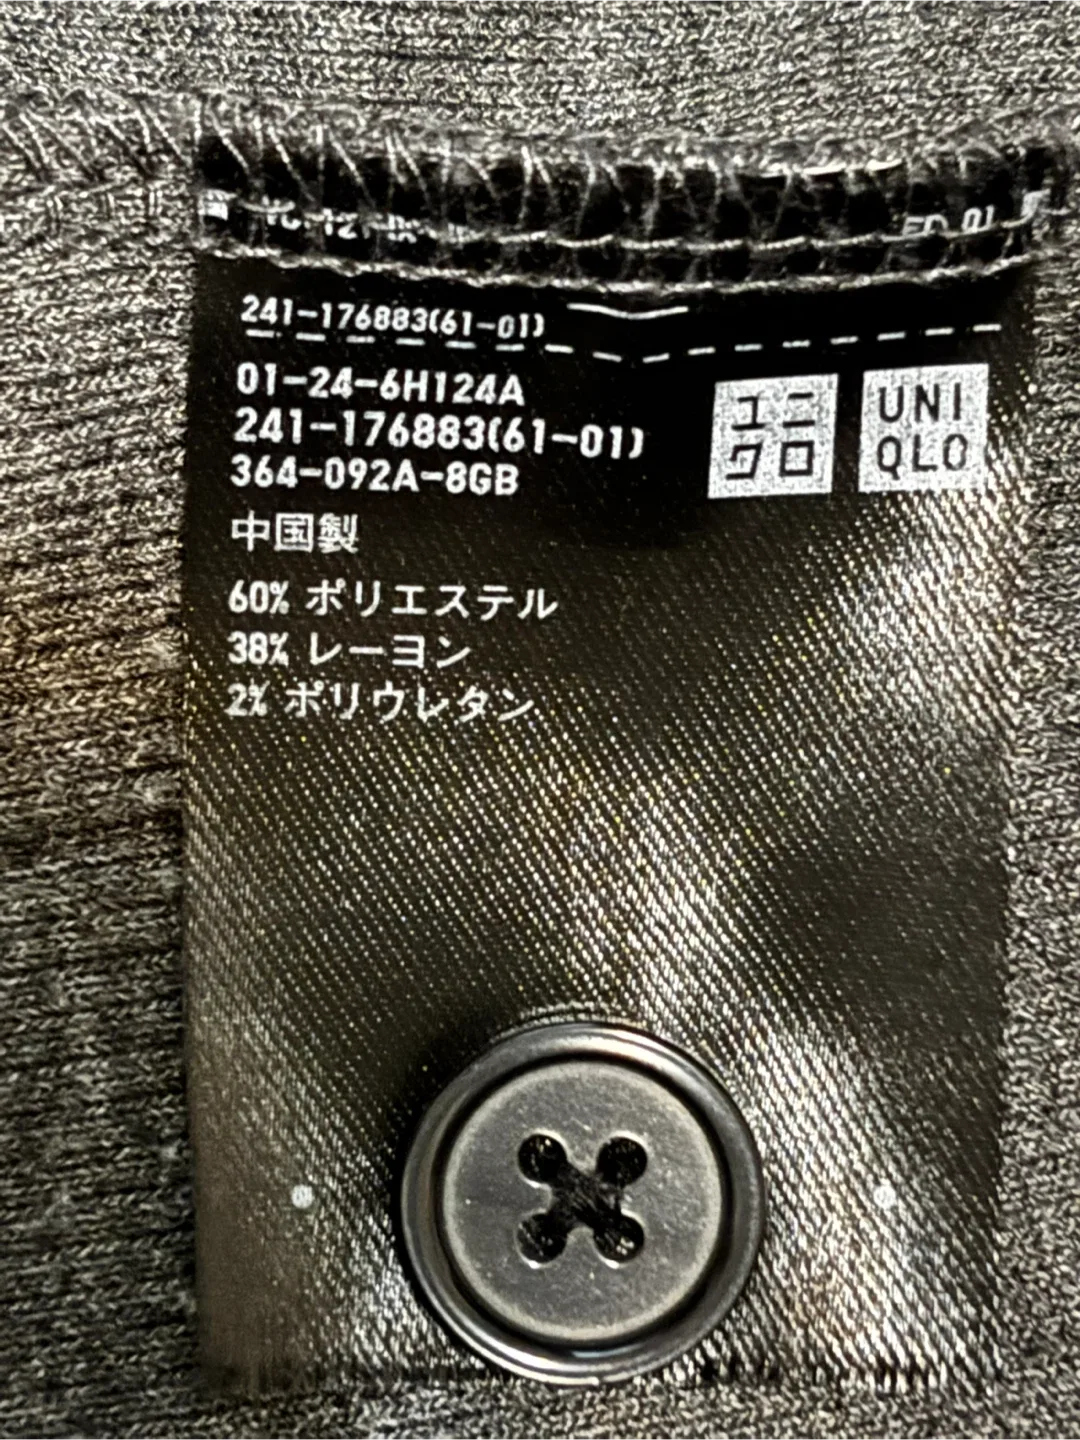 241-176883(61-01)
01-24-6H124A
241-176883(61-01)
364-092A-8GB
ユニ
クロ
UNI
QLO
中国製
60% ポリエステル
38% レーヨン
2% ポリウレタン